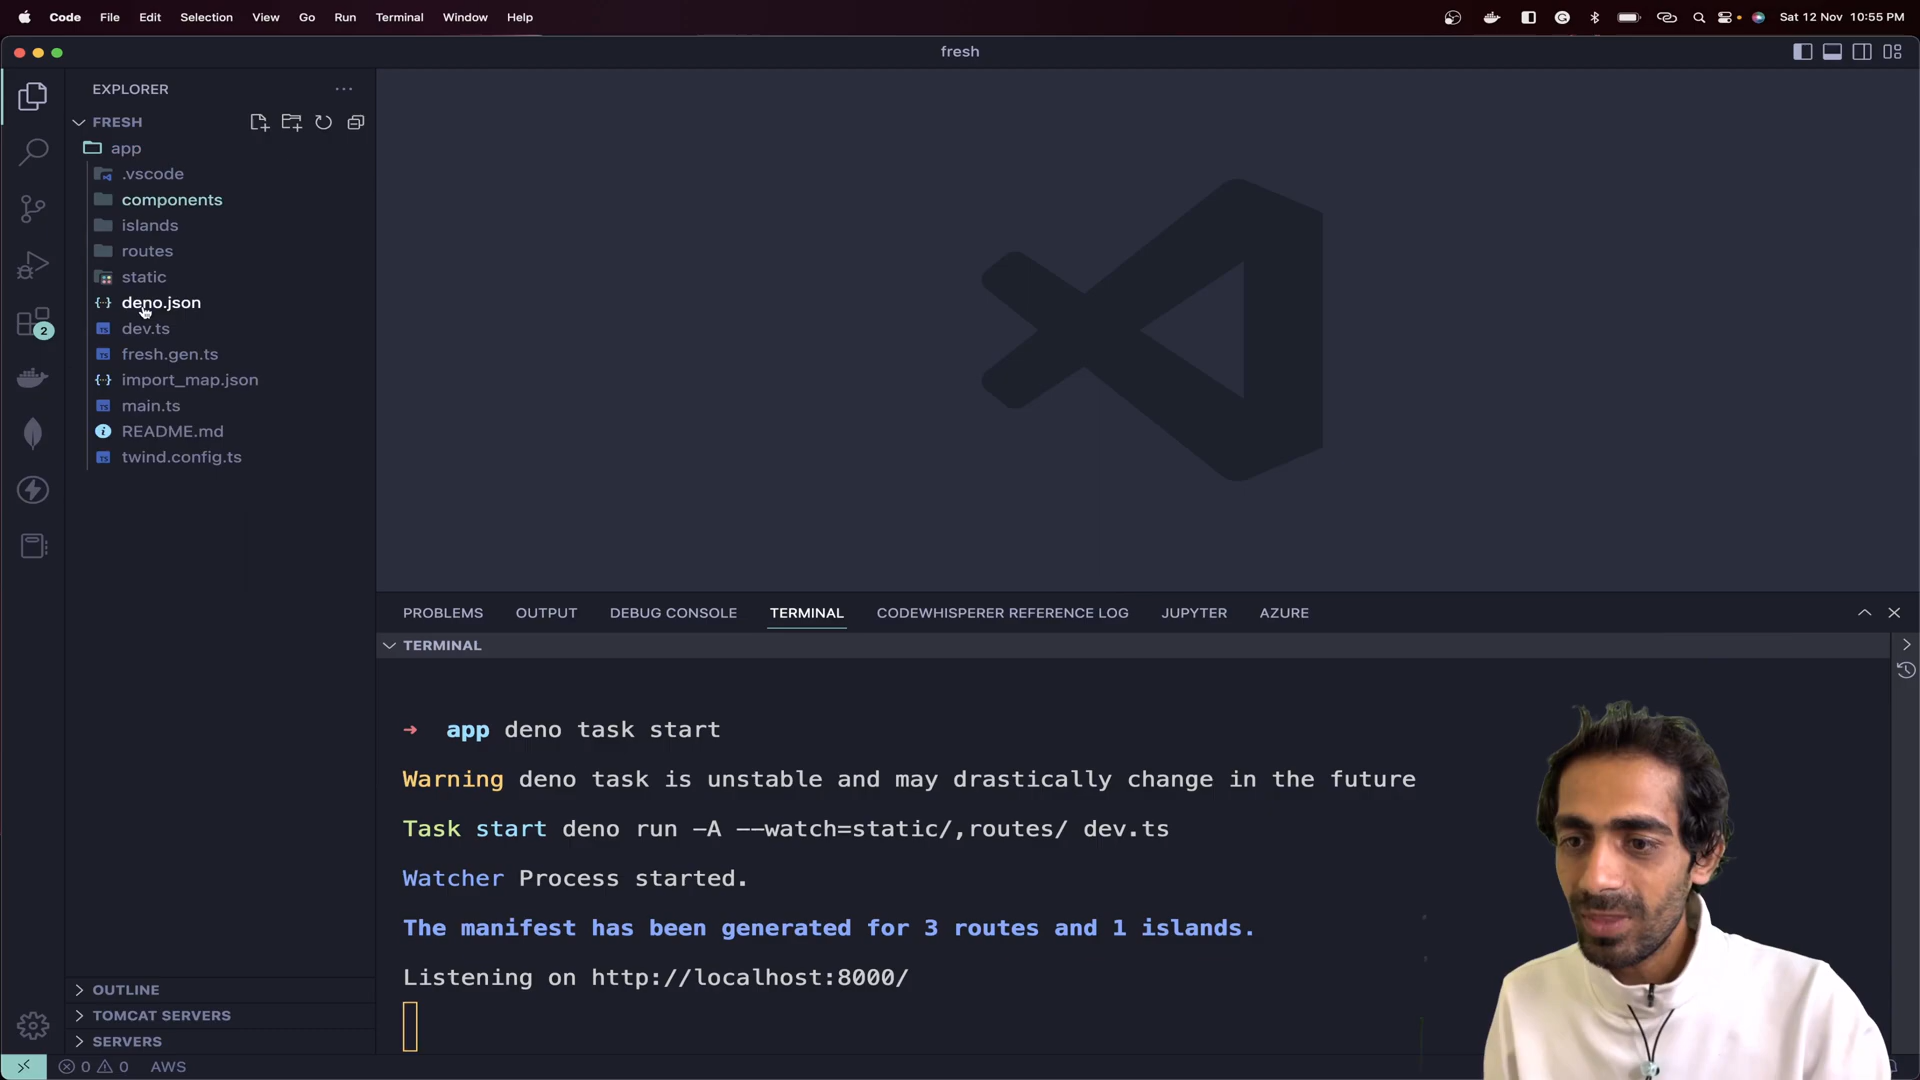 Code File Edit Selection View Go Run Terminal Window Help
Sat 12 Nov 10:55 PM
fresh
EXPLORER
FRESH
app
.vscode
components
islands
routes
static
deno.json
dev.ts
fresh.gen.ts
import_map.json
main.ts
README.md
twind.config.ts
2
OUTLINE
TOMCAT SERVERS
SERVERS
PROBLEMS OUTPUT DEBUG CONSOLE TERMINAL CODEWHISPERER REFERENCE LOG JUPYTER AZURE
TERMINAL
→ app deno task start
Warning deno task is unstable and may drastically change in the future
Task start deno run -A --watch=static/,routes/ dev.ts
Watcher Process started.
The manifest has been generated for 3 routes and 1 islands.
Listening on http://localhost:8000/
0 0 AWS